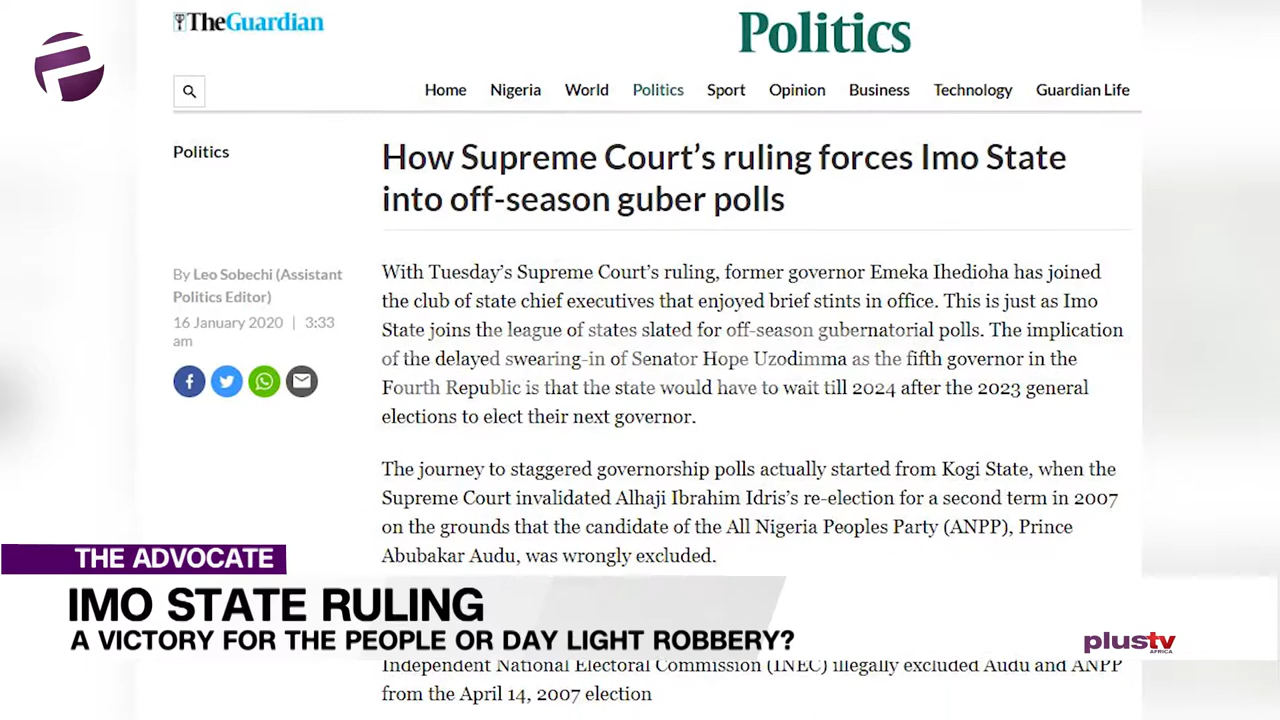 TheGuardian
Politics
Home Nigeria World Politics Sport Opinion Business Technology Guardian Life
Politics
How Supreme Court's ruling forces Imo State
into off-season guber polls
By Leo Sobechi (Assistant
Politics Editor)
16 January 2020 | 3:33
am
With Tuesday's Supreme Court's ruling, former governor Emeka Ihedioha has joined
the club of state chief executives that enjoyed brief stints in office. This is just as Imo
State joins the league of states slated for off-season gubernatorial polls. The implication
of the delayed swearing-in of Senator Hope Uzodimma as the fifth governor in the
Fourth Republic is that the state would have to wait till 2024 after the 2023 general
elections to elect their next governor.
The journey to staggered governorship polls actually started from Kogi State, when the
Supreme Court invalidated Alhaji Ibrahim Idris's re-election for a second term in 2007
on the grounds that the candidate of the All Nigeria Peoples Party (ANPP), Prince
Abubakar Audu, was wrongly excluded.
THE ADVOCATE
IMO STATE RULING
A VICTORY FOR THE PEOPLE OR DAY LIGHT ROBBERY?
plustv
AFRICA
Independent National Electoral Commission (INEC) illegally excluded Audu and ANPP
from the April 14, 2007 election